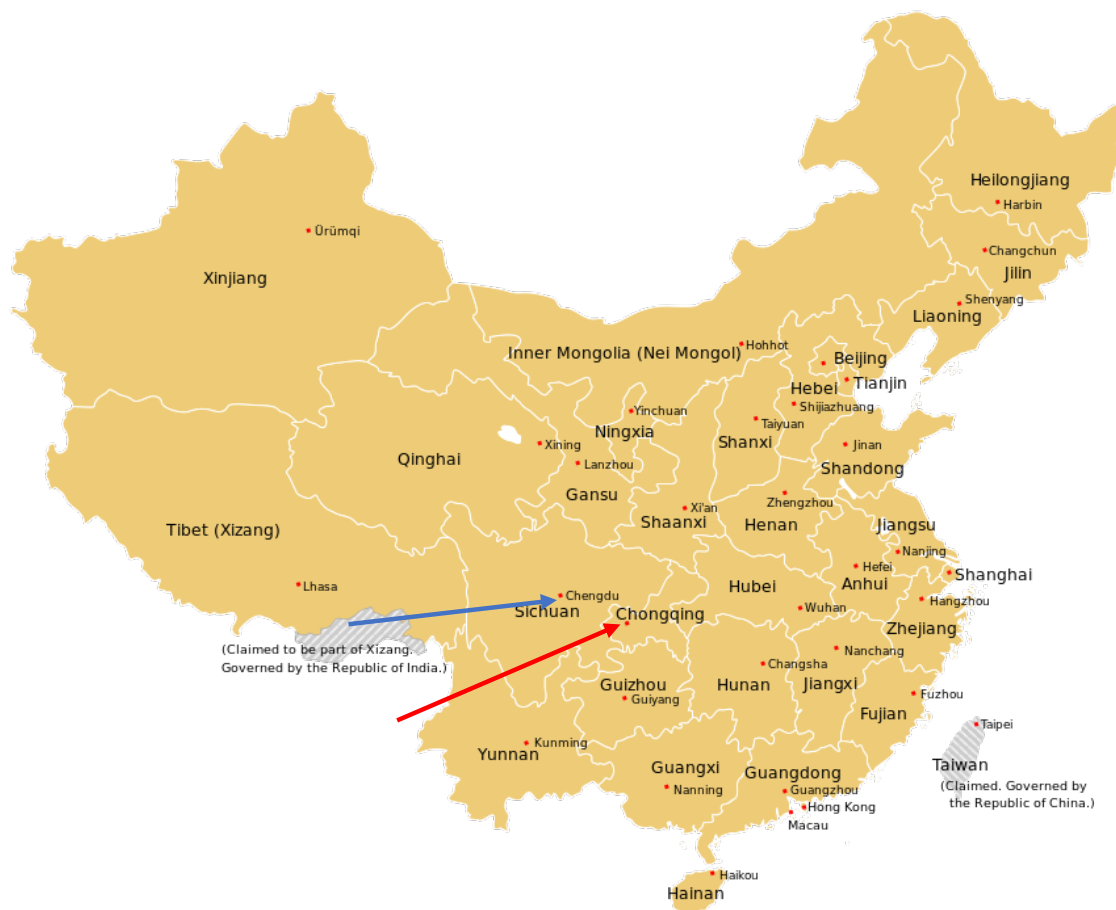 Heilongjiang
Harbin
Ürümqi
Changchun
Jilin
Xinjiang
Shenyang
Liaoning
Hohhot
Inner Mongolia (Nei Mongol)
Beijing
Tianjin
Hebei
Shijiazhuang
Yinchuan
Taiyuan
Ningxia
Shanxi
Xining
Jinan
Qinghai
Lanzhou
Shandong
Gansu
Zhengzhou
Xi'an
Shaanxi
Henan
Jiangsu
Tibet (Xizang)
Nanjing
Hefei
Shanghai
Anhui
Lhasa
Hubei
Chengdu
Hangzhou
Sichuan
Chongqing
Wuhan
Zhejiang
(Claimed to be part of Xizang.
Governed by the Republic of India.)
Nanchang
Changsha
Guizhou
Hunan
Jiangxi
Guiyang
Fuzhou
Fujian
Taipei
Kunming
Yunnan
Guangxi
Guangdong
Taiwan
(Claimed. Governed by
the Republic of China.)
Nanning
Guangzhou
Hong Kong
Macau
Haikou
Hainan